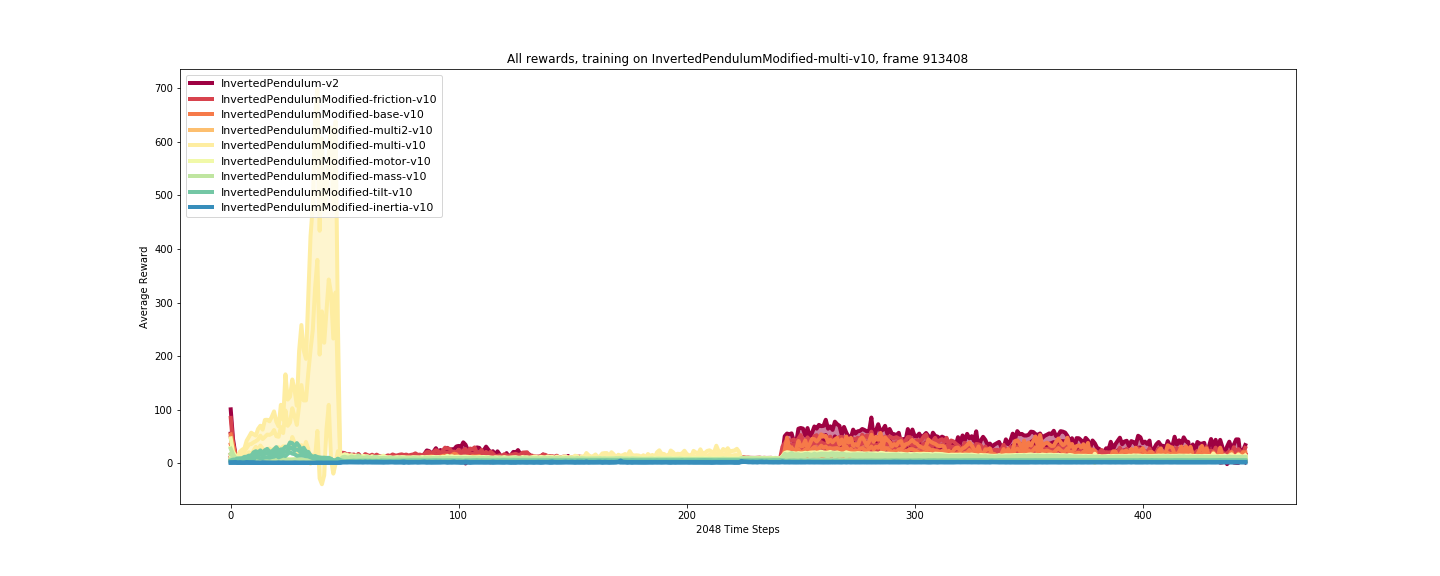 All rewards, training on InvertedPendulumModified-multi-v10, frame 913408
InvertedPendulum-v2
InvertedPendulumModified-friction-v10
InvertedPendulumModified-base-v10
InvertedPendulumModified-multi2-v10
InvertedPendulumModified-multi-v10
InvertedPendulumModified-motor-v10
InvertedPendulumModified-mass-v10
InvertedPendulumModified-tilt-v10
InvertedPendulumModified-inertia-v10
Average Reward
700
600
500
400
300
200
100
0
0 100 200 300 400
2048 Time Steps